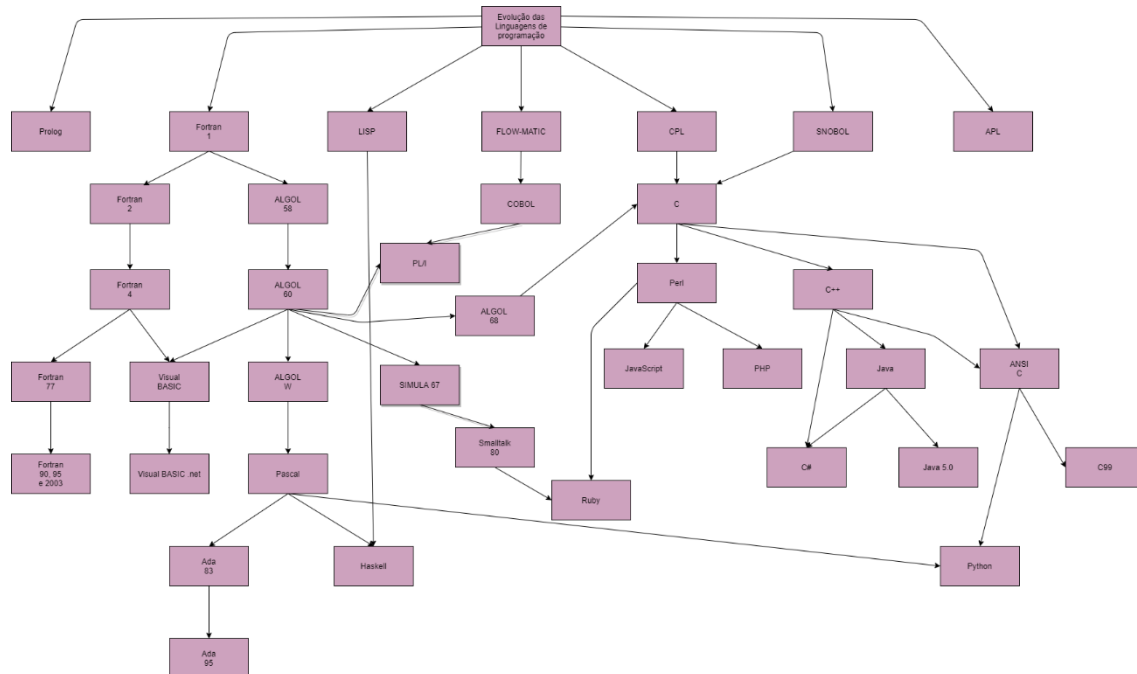 Evolução das
Linguagens de
programação
Prolog
Fortran
1
LISP
FLOW-MATIC
CPL
SNOBOL
APL
Fortran
2
ALGOL
58
COBOL
C
PL/I
Fortran
4
ALGOL
60
ALGOL
68
Perl
C++
Fortran
77
Visual
BASIC
ALGOL
W
SIMULA 67
JavaScript
PHP
Java
ANSI
C
Fortran
90, 95
e 2003
Visual BASIC .net
Pascal
Smalltalk
80
Ruby
C#
Java 5.0
C99
Ada
83
Haskell
Python
Ada
95